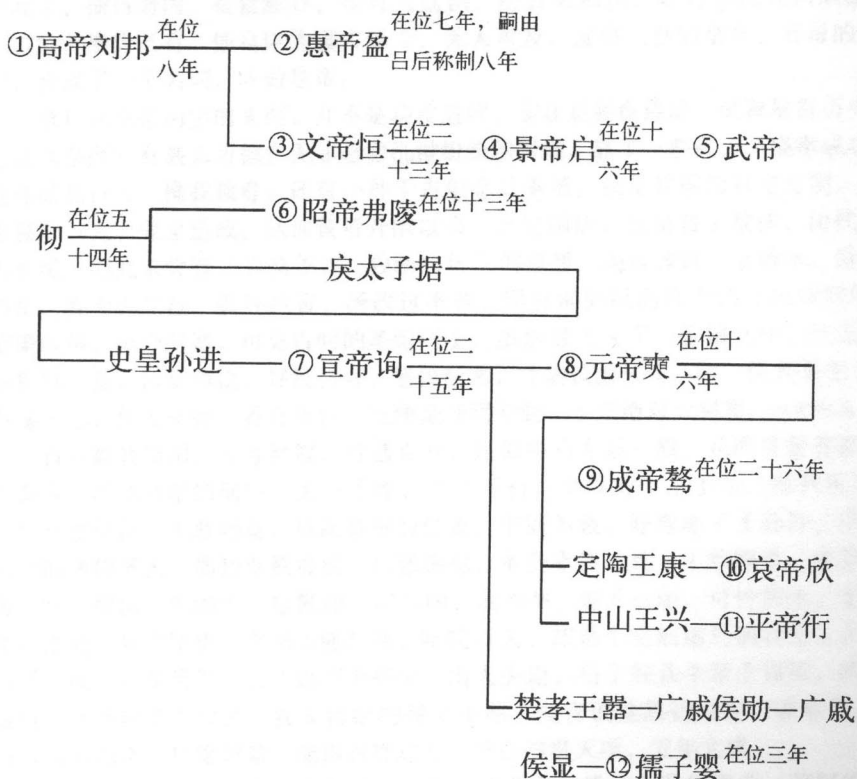 ①高帝刘邦 在位八年 ②惠帝盈 在位七年，嗣由吕后称制八年
③文帝恒 在位二十三年 ④景帝启 在位十六年 ⑤武帝
彻 在位五十四年 ⑥昭帝弗陵 在位十三年
戾太子据
史皇孙进 ⑦宣帝询 在位二十五年 ⑧元帝奭 在位十六年
⑨成帝骜 在位二十六年
定陶王康 ⑩哀帝欣
中山王兴 ⑪平帝衎
楚孝王嚣 广戚侯勋 广戚
侯显 ⑫孺子婴 在位三年